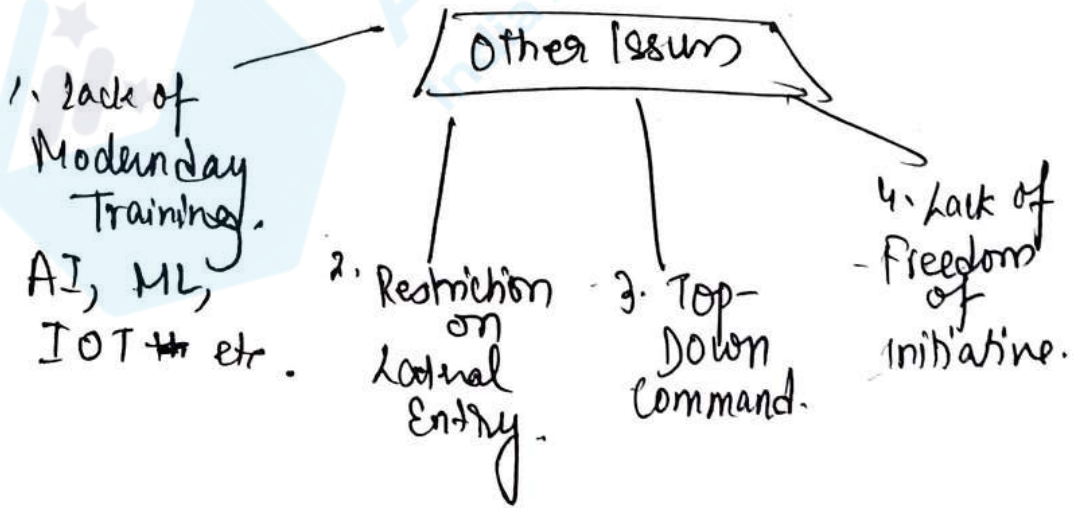 Other Issues
1. Lack of
Modern day
Training.
AI, ML,
IOT etc.
2. Restriction
on
Lateral
Entry.
3. Top-
Down
Command.
4. Lack of
- Freedom
of
initiative.